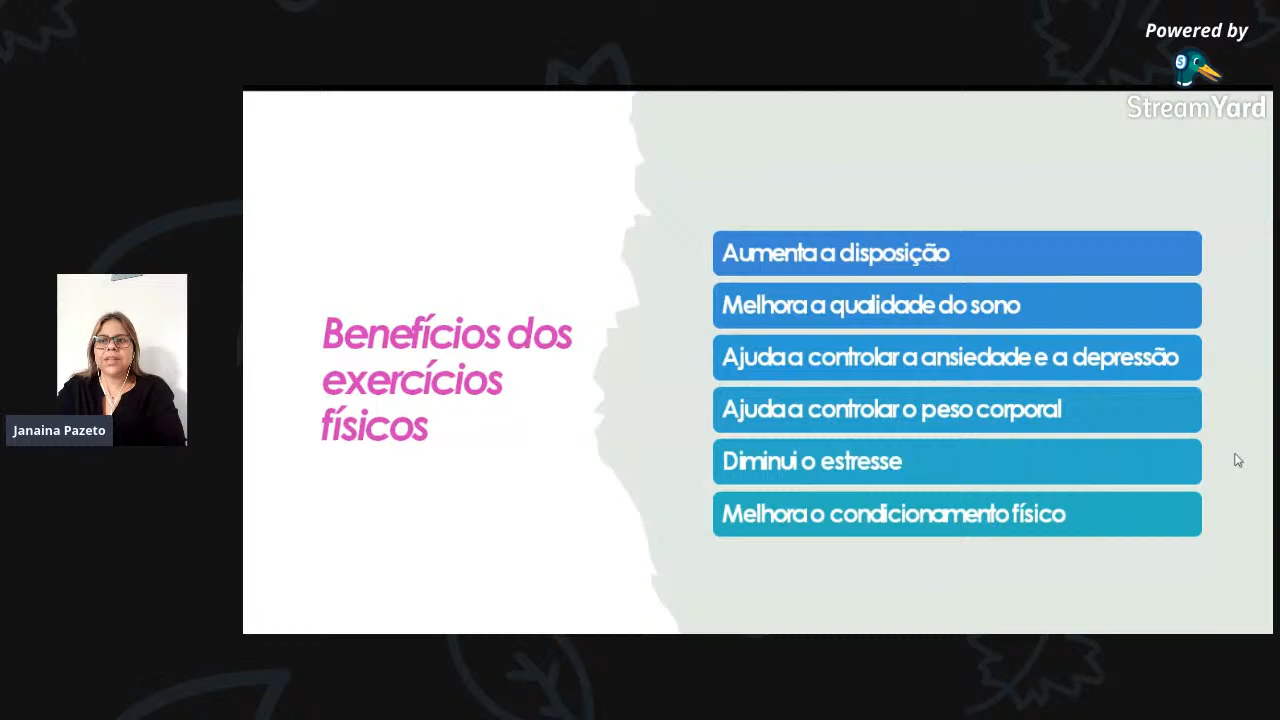 Powered by
StreamYard
Benefícios dos
exercícios
físicos
Aumenta a disposição
Melhora a qualidade do sono
Ajuda a controlar a ansiedade e a depressão
Ajuda a controlar o peso corporal
Diminui o estresse
Melhora o condicionamento físico
Janaina Pazeto